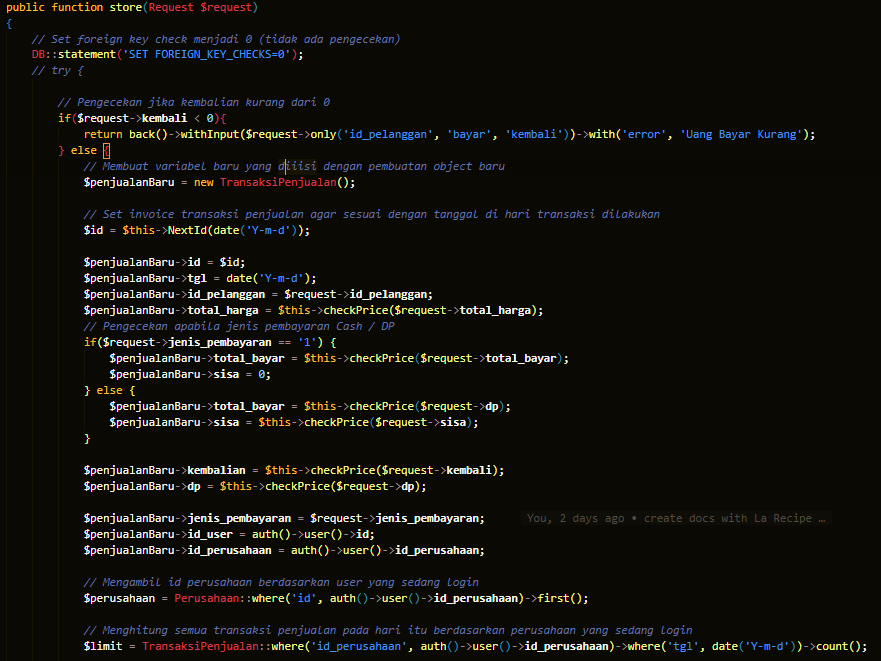 public function store(Request $request)
{
// Set foreign key check menjadi 0 (tidak ada pengecekan)
DB::statement('SET FOREIGN_KEY_CHECKS=0');
// try {
// Pengecekan jika kembalian kurang dari 0
if($request->kembali < 0){
return back()->withInput($request->only('id_pelanggan', 'bayar', 'kembali'))->with('error', 'Uang Bayar Kurang');
} else {
// Membuat variabel baru yang diisi dengan pembuatan object baru
$penjualanBaru = new TransaksiPenjualan();
// Set invoice transaksi penjualan agar sesuai dengan tanggal di hari transaksi dilakukan
$id = $this->NextId(date('Y-m-d'));
$penjualanBaru->id = $id;
$penjualanBaru->tgl = date('Y-m-d');
$penjualanBaru->id_pelanggan = $request->id_pelanggan;
$penjualanBaru->total_harga = $this->checkPrice($request->total_harga);
// Pengecekan apabila jenis pembayaran Cash / DP
if($request->jenis_pembayaran == '1') {
$penjualanBaru->total_bayar = $this->checkPrice($request->total_bayar);
$penjualanBaru->sisa = 0;
} else {
$penjualanBaru->total_bayar = $this->checkPrice($request->dp);
$penjualanBaru->sisa = $this->checkPrice($request->sisa);
}
$penjualanBaru->kembalian = $this->checkPrice($request->kembali);
$penjualanBaru->dp = $this->checkPrice($request->dp);
$penjualanBaru->jenis_pembayaran = $request->jenis_pembayaran; You, 2 days ago • create docs with La Recipe …
$penjualanBaru->id_user = auth()->user()->id;
$penjualanBaru->id_perusahaan = auth()->user()->id_perusahaan;
// Mengambil id perusahaan berdasarkan user yang sedang login
$perusahaan = Perusahaan::where('id', auth()->user()->id_perusahaan)->first();
// Menghitung semua transaksi penjualan pada hari itu berdasarkan perusahaan yang sedang login
$limit = TransaksiPenjualan::where('id_perusahaan', auth()->user()->id_perusahaan)->where('tgl', date('Y-m-d'))->count();